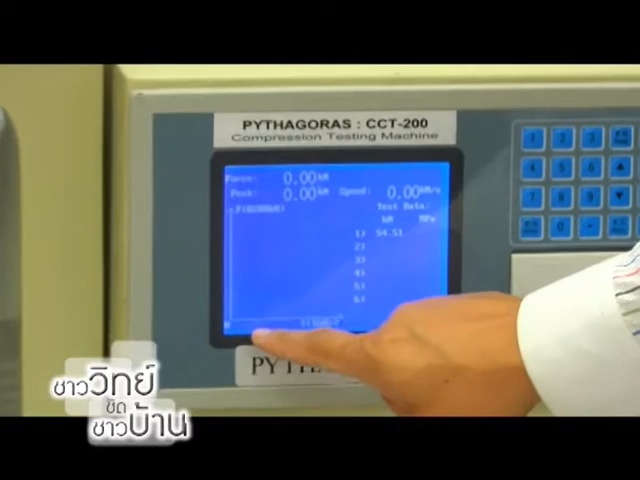 PYTHAGORAS : CCT-200
Compression Testing Machine
Force: 0.00 kN
Peak: 0.00 kN Speed: 0.00 kN/s
Test Data:
kN MPa
1) 54.51
2)
3)
4)
5)
6)
1 2 3
4 5 6 ▲
7 8 9 ▼
0 .
ชาววิทย์
ชิด
ชาวบ้าน